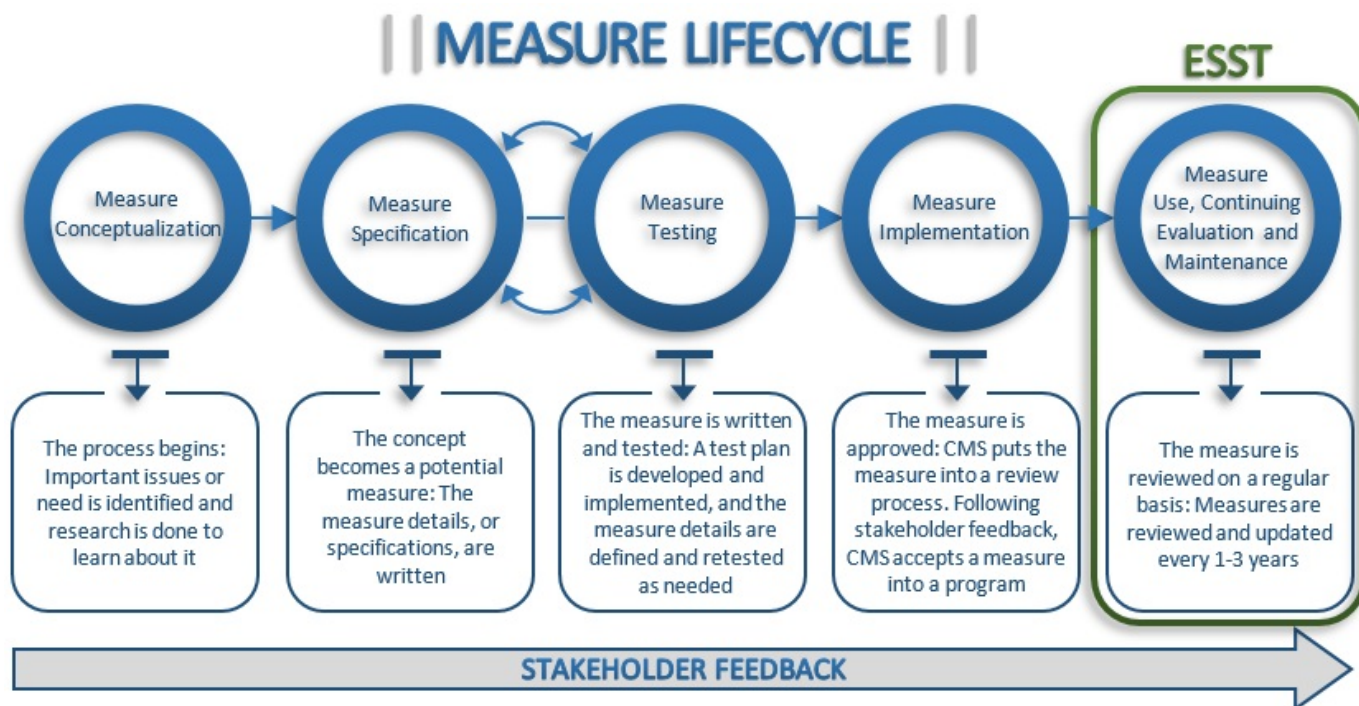 MEASURE LIFECYCLE
ESST
Measure
Conceptualization
Measure
Specification
Measure
Testing
Measure
Implementation
Measure
Use, Continuing
Evaluation and
Maintenance
The process begins:
Important issues or
need is identified and
research is done to
learn about it
The concept
becomes a potential
measure: The
measure details, or
specifications, are
written
The measure is written
and tested: A test plan
is developed and
implemented, and the
measure details are
defined and retested
as needed
The measure is
approved: CMS puts the
measure into a review
process. Following
stakeholder feedback,
CMS accepts a measure
into a program
The measure is
reviewed on a regular
basis: Measures are
reviewed and updated
every 1-3 years
STAKEHOLDER FEEDBACK